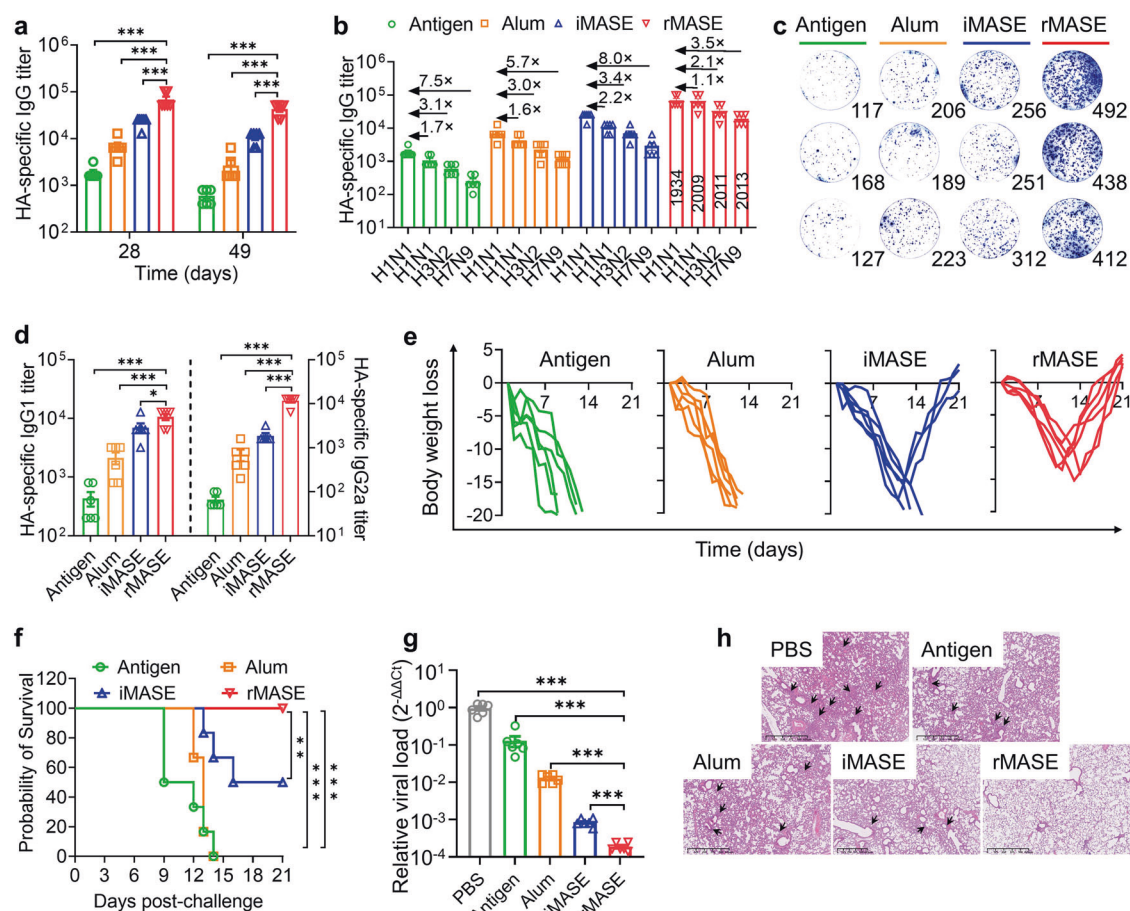 a
HA-specific IgG titer
10⁶
10⁵
10⁴
10³
10²
***
***
***
***
***
***
28
49
Time (days)
b
Antigen
Alum
iMASE
rMASE
HA-specific IgG titer
10⁶
10⁵
10⁴
10³
10²
10¹
7.5×
3.1×
1.7×
5.7×
3.0×
1.6×
8.0×
3.4×
2.2×
3.5×
2.1×
1.1×
1934
2009
2011
2013
H1N1
H1N1
H3N2
H7N9
H1N1
H1N1
H3N2
H7N9
H1N1
H1N1
H3N2
H7N9
H1N1
H1N1
H3N2
H7N9
c
Antigen
Alum
iMASE
rMASE
117
206
256
492
168
189
251
438
127
223
312
412
d
HA-specific IgG1 titer
10⁵
10⁴
10³
10²
***
***
*
***
***
***
10⁵
10⁴
10³
10²
10¹
HA-specific IgG2a titer
Antigen
Alum
iMASE
rMASE
Antigen
Alum
iMASE
rMASE
e
Body weight loss
5
0
-5
-10
-15
-20
Antigen
7
14
21
Alum
7
14
21
iMASE
7
14
21
rMASE
7
14
21
Time (days)
f
Antigen
Alum
iMASE
rMASE
Probability of Survival
120
100
80
60
40
20
0
**
***
***
0
3
6
9
12
15
18
21
Days post-challenge
g
Relative viral load (2^-ΔΔCt)
10¹
10⁰
10⁻¹
10⁻²
10⁻³
10⁻⁴
***
***
***
***
PBS
Antigen
Alum
iMASE
rMASE
h
PBS
Antigen
Alum
iMASE
rMASE